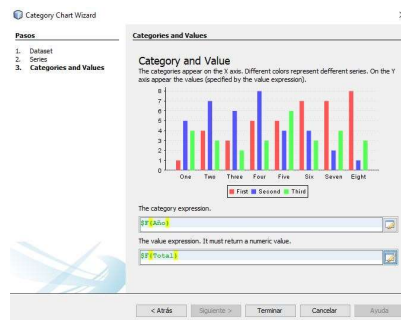 Category Chart Wizard
Pasos
1. Dataset
2. Series
3. Categories and Values
Categories and Values
Category and Value
The categories appear on the X axis. Different colors represent defferent series. On the Y
axis appear the values (specified by the value expression).
8
7
6
5
4
3
2
1
0
One Two Three Four Five Six Seven Eight
First Second Third
The category expression.
$F{Año}
The value expression. It must return a numeric value.
$F{Total}
< Atrás Siguiente > Terminar Cancelar Ayuda